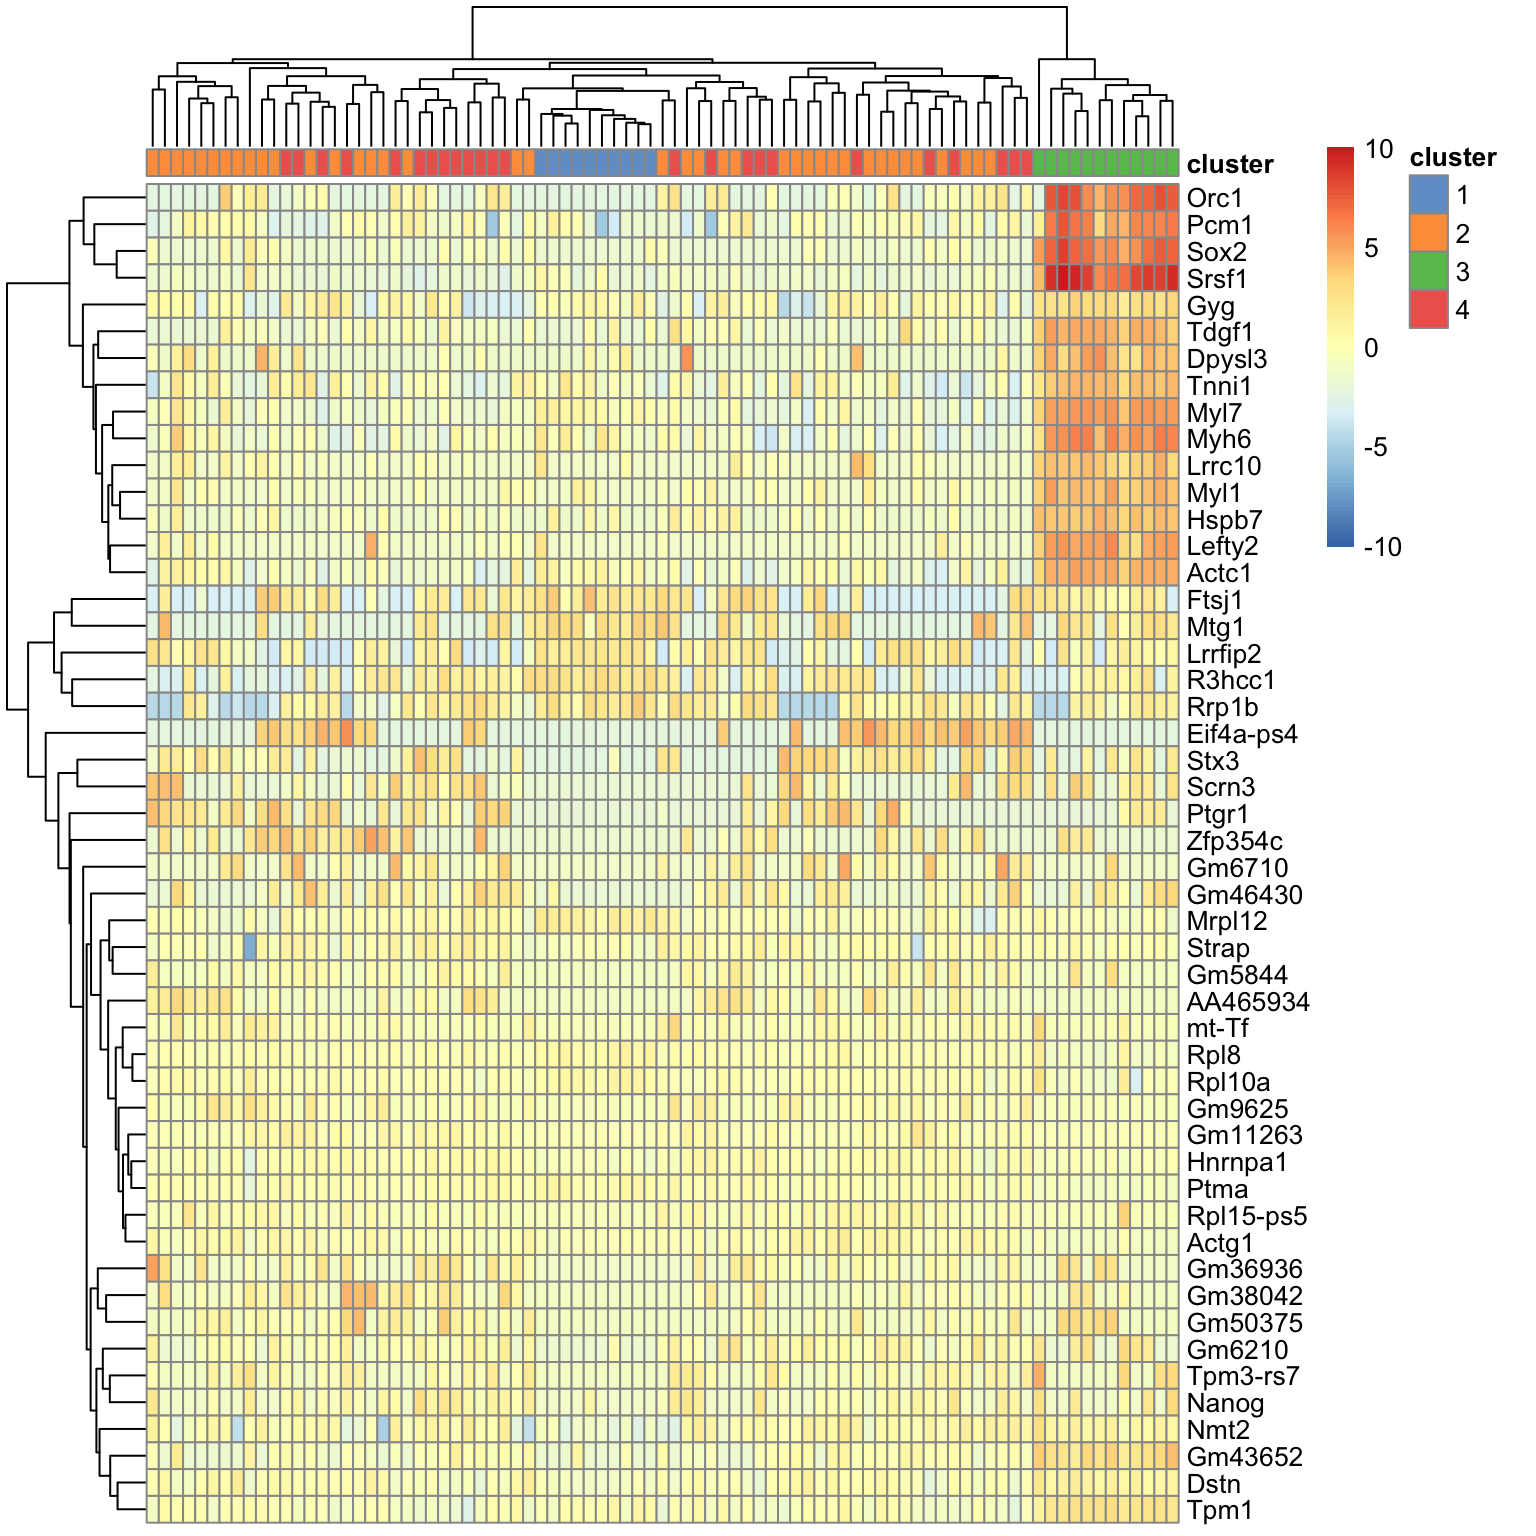 cluster
Orc1
Pcm1
Sox2
Srsf1
Gyg
Tdgf1
Dpysl3
Tnni1
Myl7
Myh6
Lrrc10
Myl1
Hspb7
Lefty2
Actc1
Ftsj1
Mtg1
Lrrfip2
R3hcc1
Rrp1b
Eif4a-ps4
Stx3
Scrn3
Ptgr1
Zfp354c
Gm6710
Gm46430
Mrpl12
Strap
Gm5844
AA465934
mt-Tf
Rpl8
Rpl10a
Gm9625
Gm11263
Hnrnpa1
Ptma
Rpl15-ps5
Actg1
Gm36936
Gm38042
Gm50375
Gm6210
Tpm3-rs7
Nanog
Nmt2
Gm43652
Dstn
Tpm1
10
5
0
-5
-10
cluster
1
2
3
4